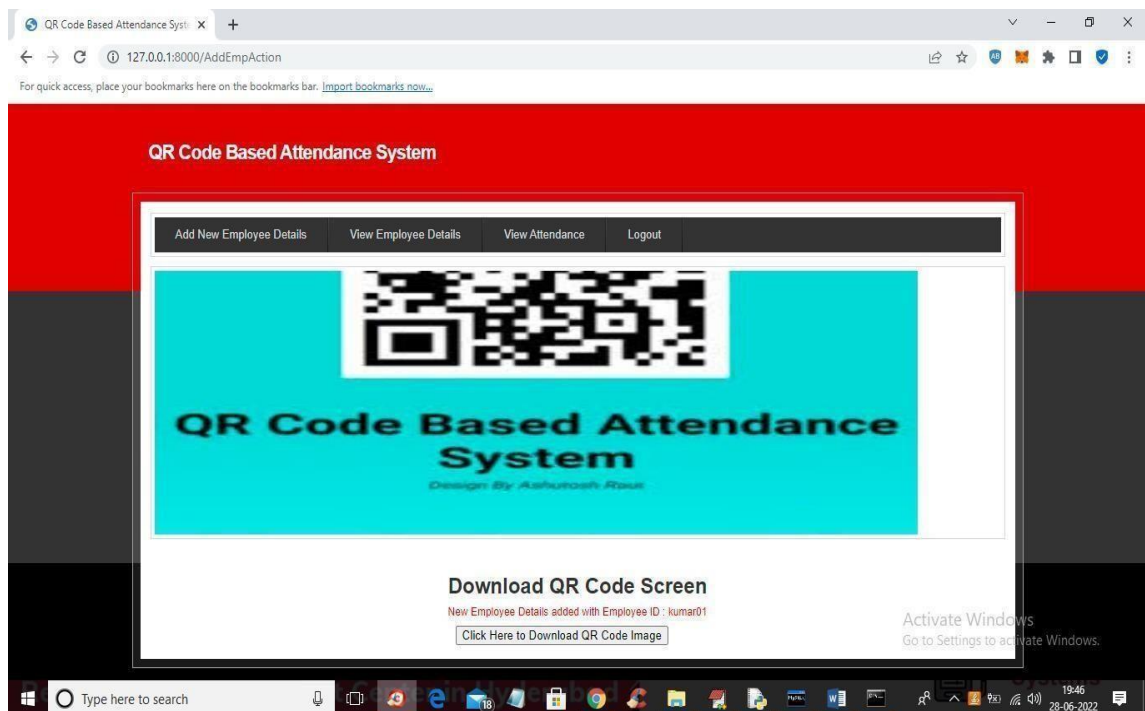 QR Code Based Attendance Syst
127.0.0.1:8000/AddEmpAction
AB
For quick access, place your bookmarks here on the bookmarks bar. Import bookmarks now...
QR Code Based Attendance System
Add New Employee Details View Employee Details View Attendance Logout
QR Code Based Attendance
System
Design By Ashutosh Raut
Download QR Code Screen
New Employee Details added with Employee ID : kumar01
Click Here to Download QR Code Image
Activate Windows
Go to Settings to activate Windows.
Type here to search
18
19:46
28-06-2022